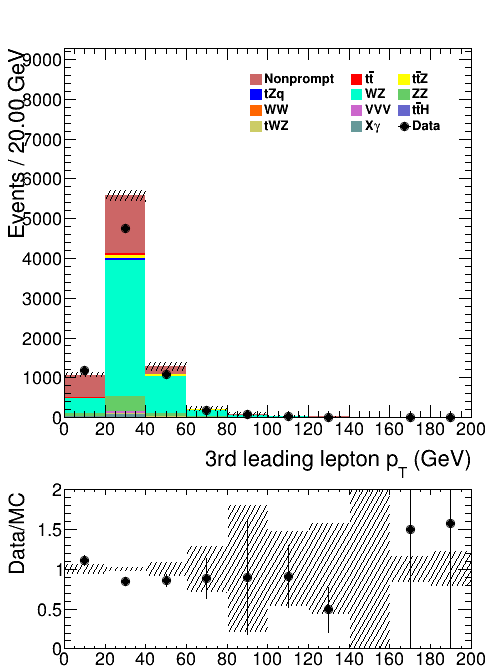 Events / 20.00 GeV
9000
8000
7000
6000
5000
4000
3000
2000
1000
0
Nonprompt tt̄ tt̄Z
tZq WZ ZZ
WW VVV tt̄H
tWZ Xγ Data
0 20 40 60 80 100 120 140 160 180 200
3rd leading lepton p_T (GeV)
Data/MC
2
1.5
1
0.5
0
0 20 40 60 80 100 120 140 160 180 200